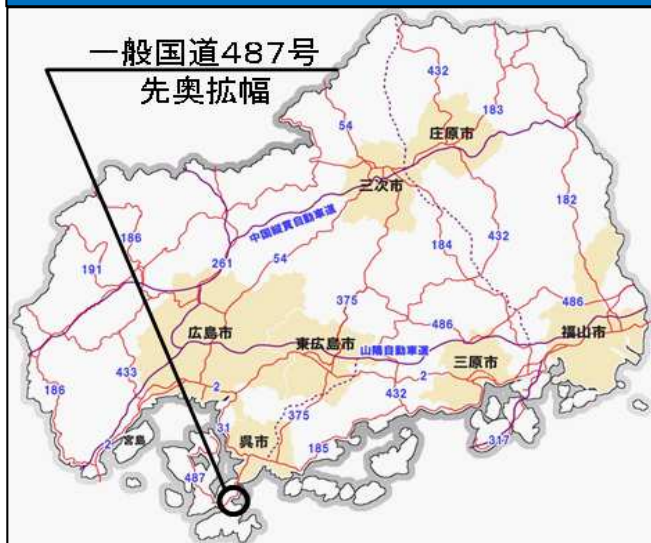 一般国道487号
先奥拡幅
432
183
54
庄原市
三次市
182
中国縦貫自動車道
186
191
261
54
184
432
375
486
486
広島市
東広島市
山陽自動車道
福山市
三原市
186
433
2
2
432
375
31
宮島
2
呉市
185
317
487